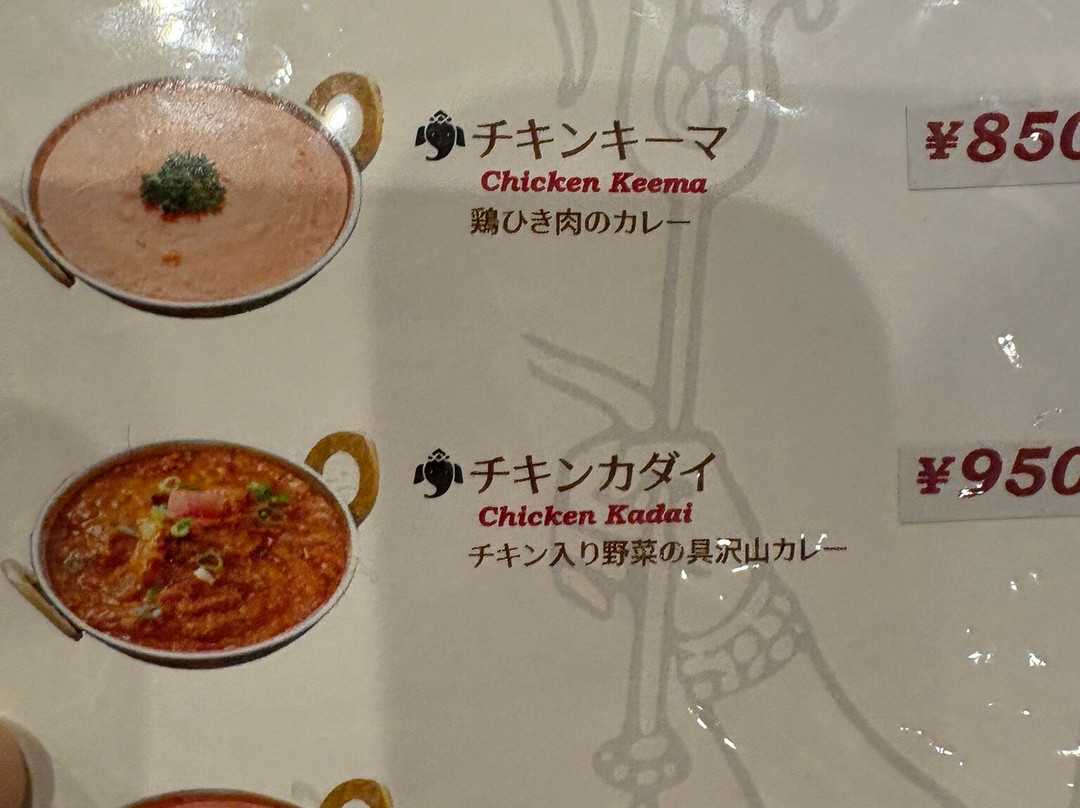 チキンキーマ
¥850
Chicken Keema
鶏ひき肉のカレー
チキンカダイ
¥950
Chicken Kadai
チキン入り野菜の具沢山カレー